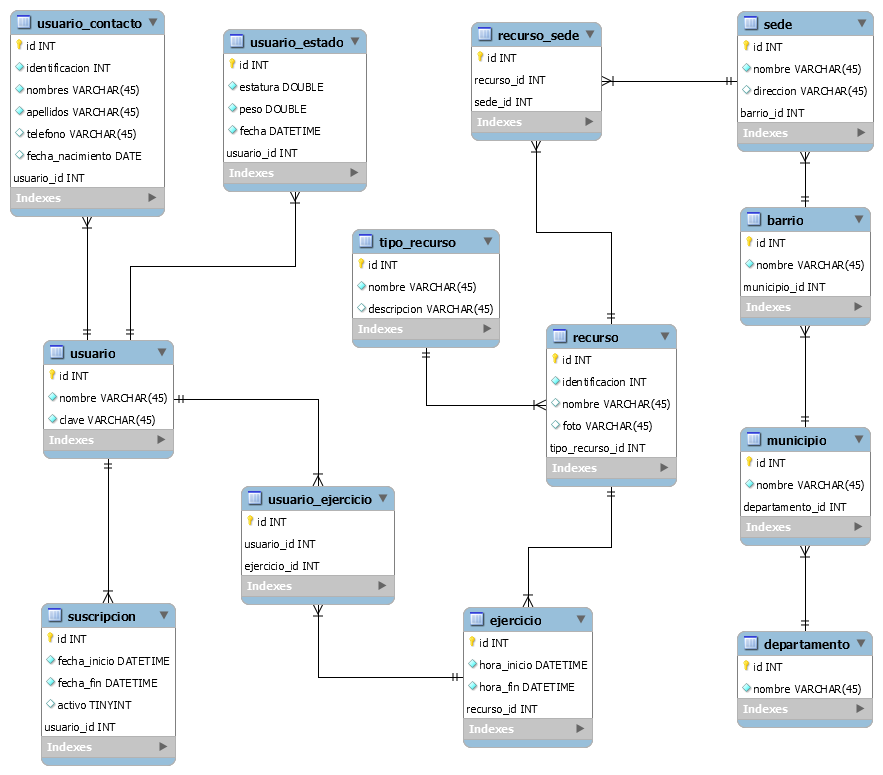 usuario_contacto
id INT
identificacion INT
nombres VARCHAR(45)
apellidos VARCHAR(45)
telefono VARCHAR(45)
fecha_nacimiento DATE
usuario_id INT
Indexes
usuario_estado
id INT
estatura DOUBLE
peso DOUBLE
fecha DATETIME
usuario_id INT
Indexes
recurso_sede
id INT
recurso_id INT
sede_id INT
Indexes
sede
id INT
nombre VARCHAR(45)
direccion VARCHAR(45)
barrio_id INT
Indexes
tipo_recurso
id INT
nombre VARCHAR(45)
descripcion VARCHAR(45)
Indexes
barrio
id INT
nombre VARCHAR(45)
municipio_id INT
Indexes
usuario
id INT
nombre VARCHAR(45)
clave VARCHAR(45)
Indexes
recurso
id INT
identificacion INT
nombre VARCHAR(45)
foto VARCHAR(45)
tipo_recurso_id INT
Indexes
municipio
id INT
nombre VARCHAR(45)
departamento_id INT
Indexes
usuario_ejercicio
id INT
usuario_id INT
ejercicio_id INT
Indexes
suscripcion
id INT
fecha_inicio DATETIME
fecha_fin DATETIME
activo TINYINT
usuario_id INT
Indexes
ejercicio
id INT
hora_inicio DATETIME
hora_fin DATETIME
recurso_id INT
Indexes
departamento
id INT
nombre VARCHAR(45)
Indexes